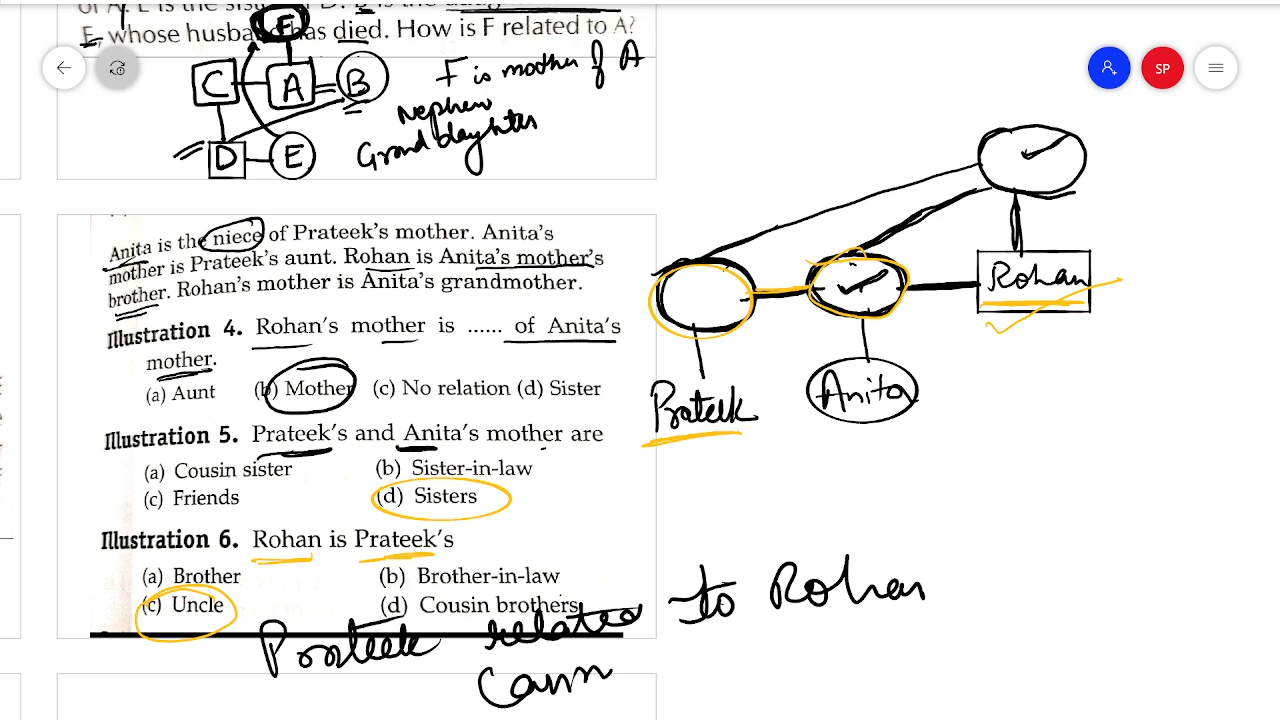 E, whose husband has died. How is F related to A?
F
C A B
D E
F is mother of A
Nephew
Grand daughter
SP
Anita is the niece of Prateek's mother. Anita's
mother is Prateek's aunt. Rohan is Anita's mother's
brother. Rohan's mother is Anita's grandmother.
Illustration 4. Rohan's mother is ...... of Anita's
mother.
(a) Aunt (b) Mother (c) No relation (d) Sister
Illustration 5. Prateek's and Anita's mother are
(a) Cousin sister (b) Sister-in-law
(c) Friends (d) Sisters
Illustration 6. Rohan is Prateek's
(a) Brother (b) Brother-in-law
(c) Uncle (d) Cousin brothers
Rohan
Prateek Anita
Prateek related to Rohan